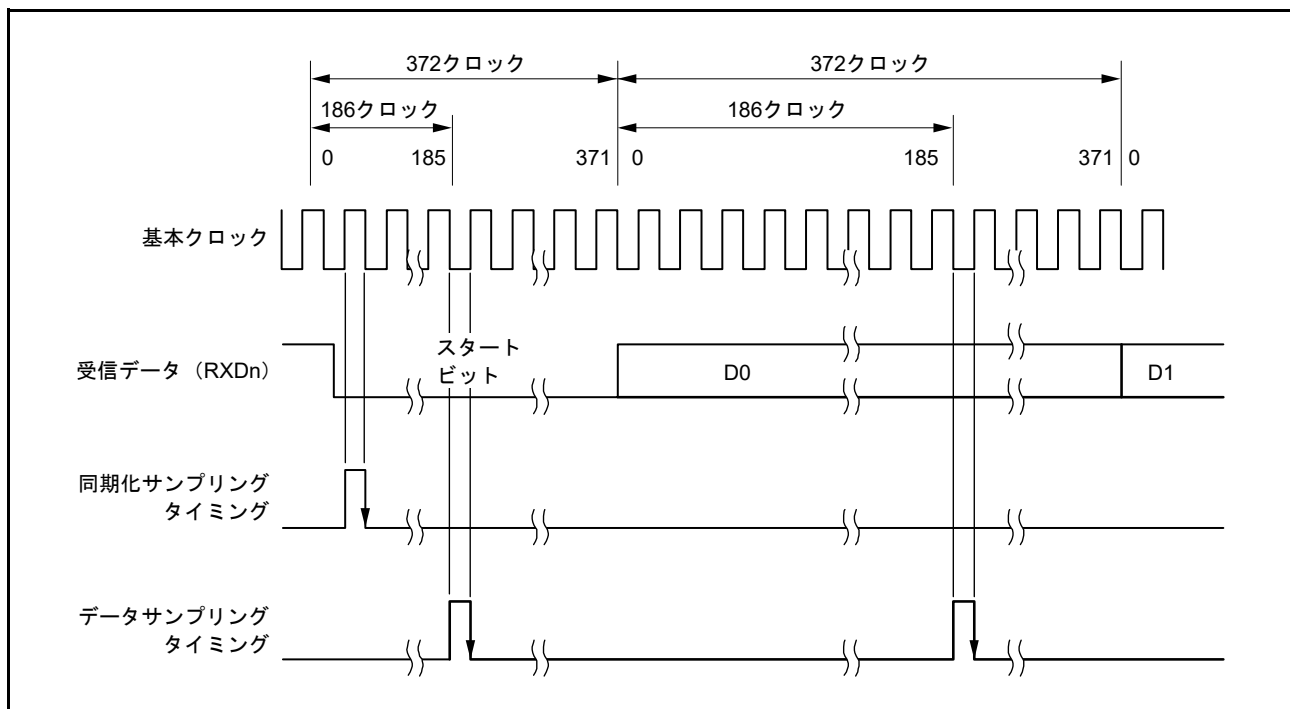 372クロック 372クロック
186クロック 186クロック
0 185 371 0 185 371 0
基本クロック
受信データ（RXDn）
スタート
ビット
D0
D1
同期化サンプリング
タイミング
データサンプリング
タイミング